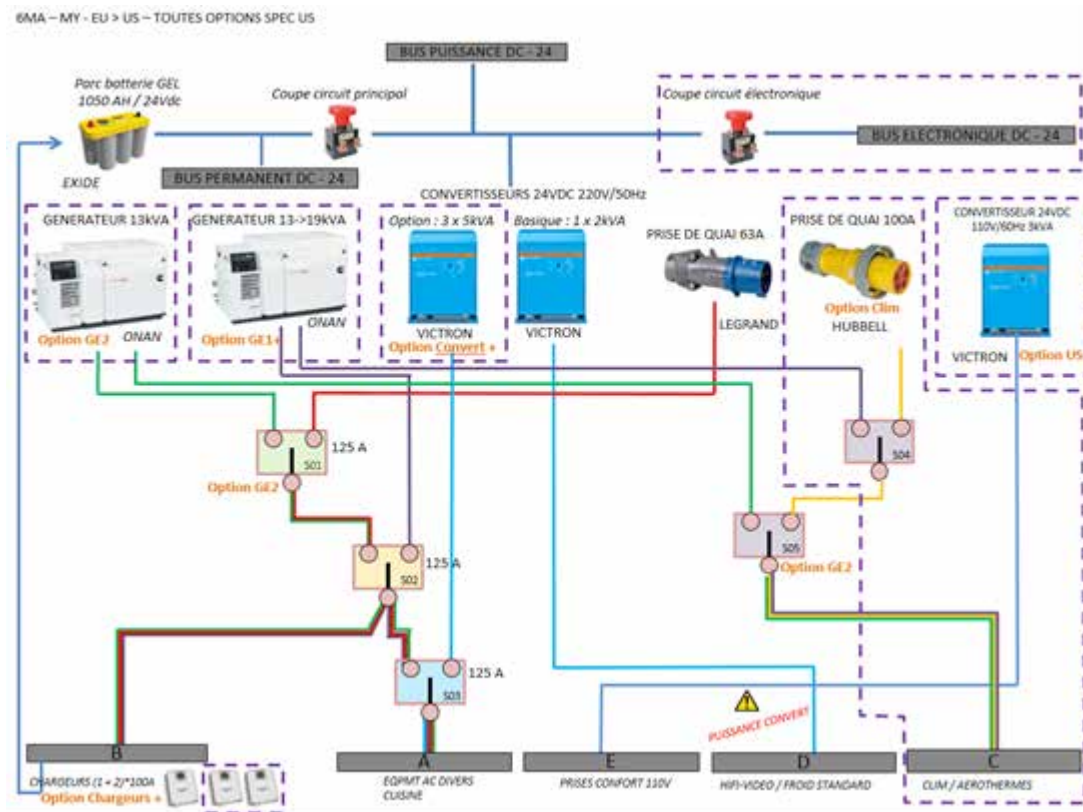 6MA – MY - EU > US – TOUTES OPTIONS SPEC US
BUS PUISSANCE DC - 24
Parc batterie GEL
1050 AH / 24Vdc
Coupe circuit principal
Coupe circuit électronique
BUS ELECTRONIQUE DC - 24
EXIDE
BUS PERMANENT DC - 24
CONVERTISSEURS 24VDC 220V/50Hz
GENERATEUR 13kVA
GENERATEUR 13->19kVA
Option : 3 x 5kVA
Basique : 1 x 2kVA
PRISE DE QUAI 63A
PRISE DE QUAI 100A
CONVERTISSEUR 24VDC
110V/60Hz 3kVA
Option GE2
ONAN
Option GE1+
ONAN
VICTRON
Option Convert +
VICTRON
LEGRAND
Option Clim
HUBBELL
VICTRON
Option US
125 A
S01
Option GE2
S04
125 A
S02
S05
Option GE2
125 A
S03
PUISSANCE CONVERT
B
A
E
D
C
CHARGEURS (1 + 2)*100A
Option Chargeurs +
EQPMT AC DIVERS
CUISINE
PRISES CONFORT 110V
HIFI-VIDEO / FROID STANDARD
CLIM / AEROTHERMES